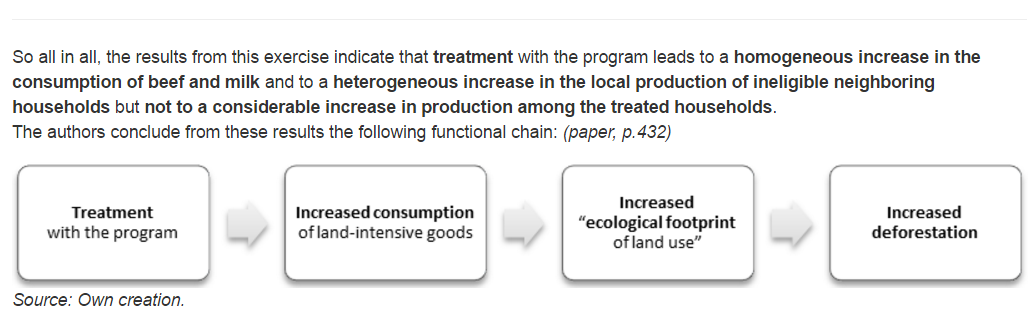 So all in all, the results from this exercise indicate that treatment with the program leads to a homogeneous increase in the
consumption of beef and milk and to a heterogeneous increase in the local production of ineligible neighboring
households but not to a considerable increase in production among the treated households.
The authors conclude from these results the following functional chain: (paper, p.432)
Treatment
with the program
Increased consumption
of land-intensive goods
Increased
“ecological footprint
of land use”
Increased
deforestation
Source: Own creation.